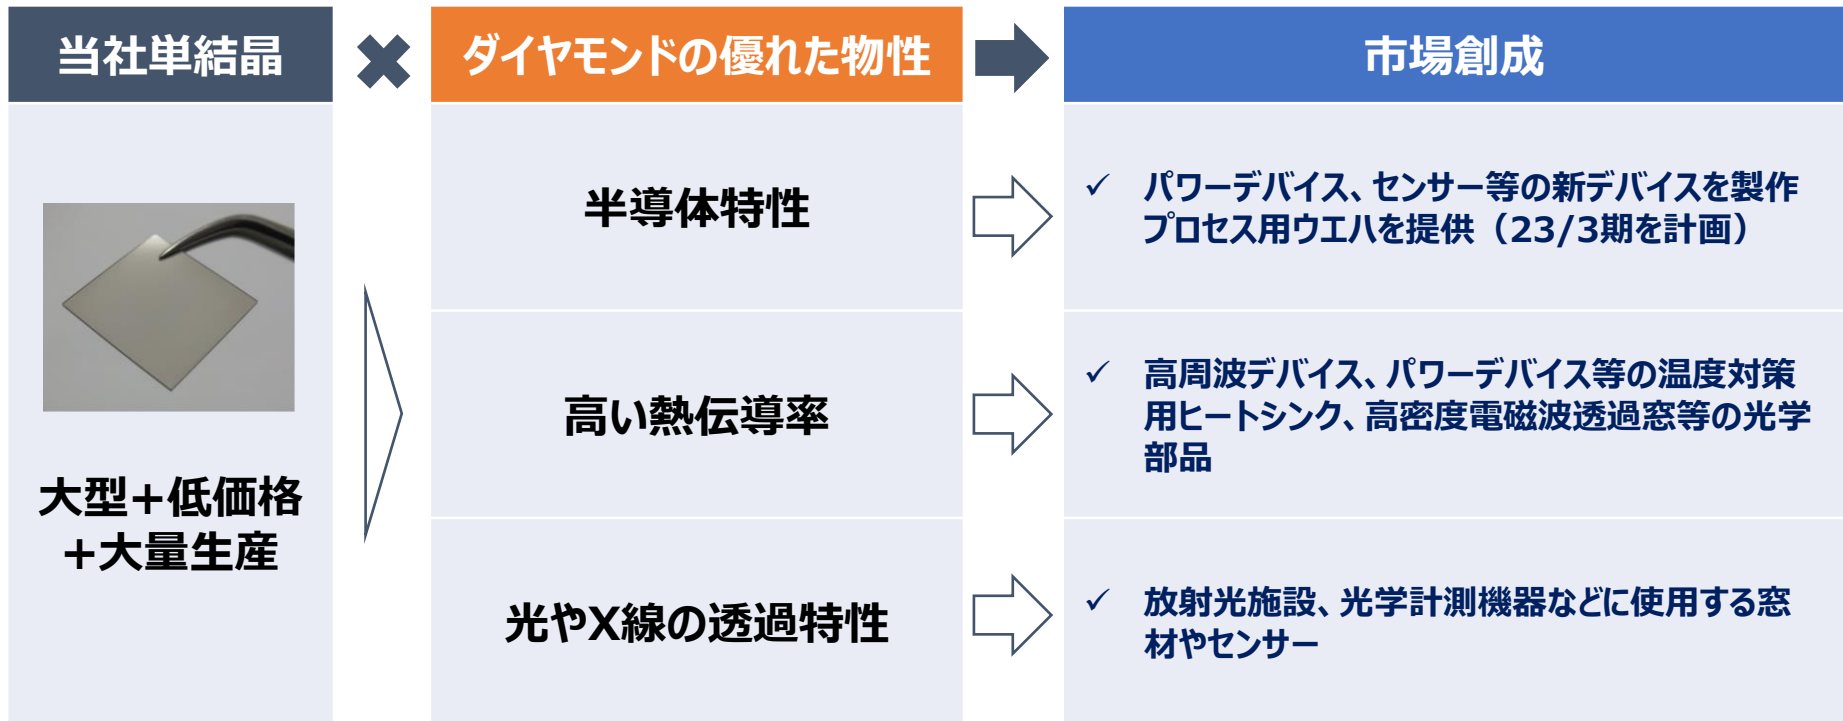 当社単結晶
ダイヤモンドの優れた物性
市場創成
大型+低価格
+大量生産
半導体特性
✓ パワーデバイス、センサー等の新デバイスを製作
プロセス用ウエハを提供（23/3期を計画）
高い熱伝導率
✓ 高周波デバイス、パワーデバイス等の温度対策
用ヒートシンク、高密度電磁波透過窓等の光学
部品
光やX線の透過特性
✓ 放射光施設、光学計測機器などに使用する窓
材やセンサー